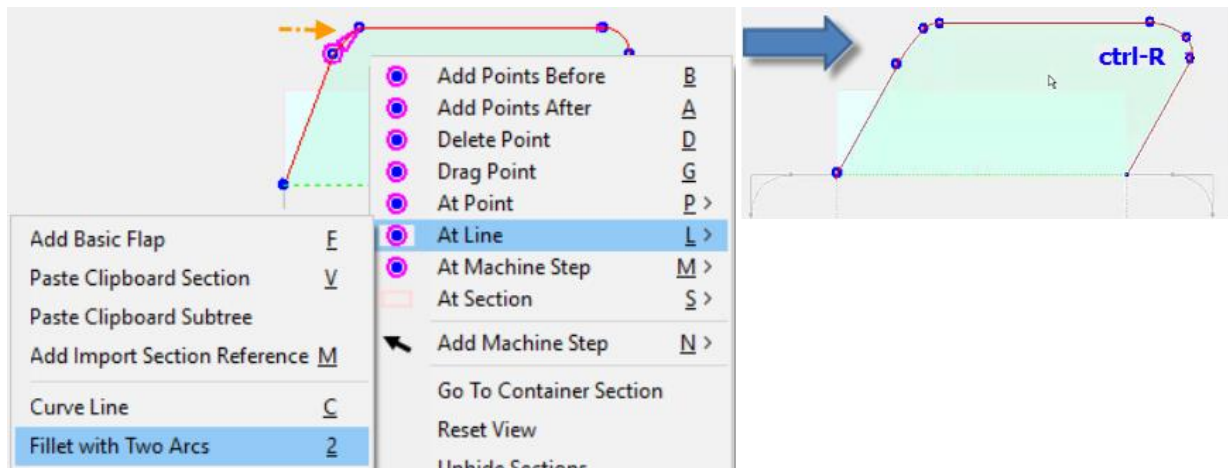 Add Points Before B
Add Points After A
Delete Point D
Drag Point G
At Point P >
At Line L >
At Machine Step M >
At Section S >
Add Machine Step N >
Go To Container Section
Reset View
Unhide Sections
Add Basic Flap F
Paste Clipboard Section V
Paste Clipboard Subtree
Add Import Section Reference M
Curve Line C
Fillet with Two Arcs 2
ctrl-R